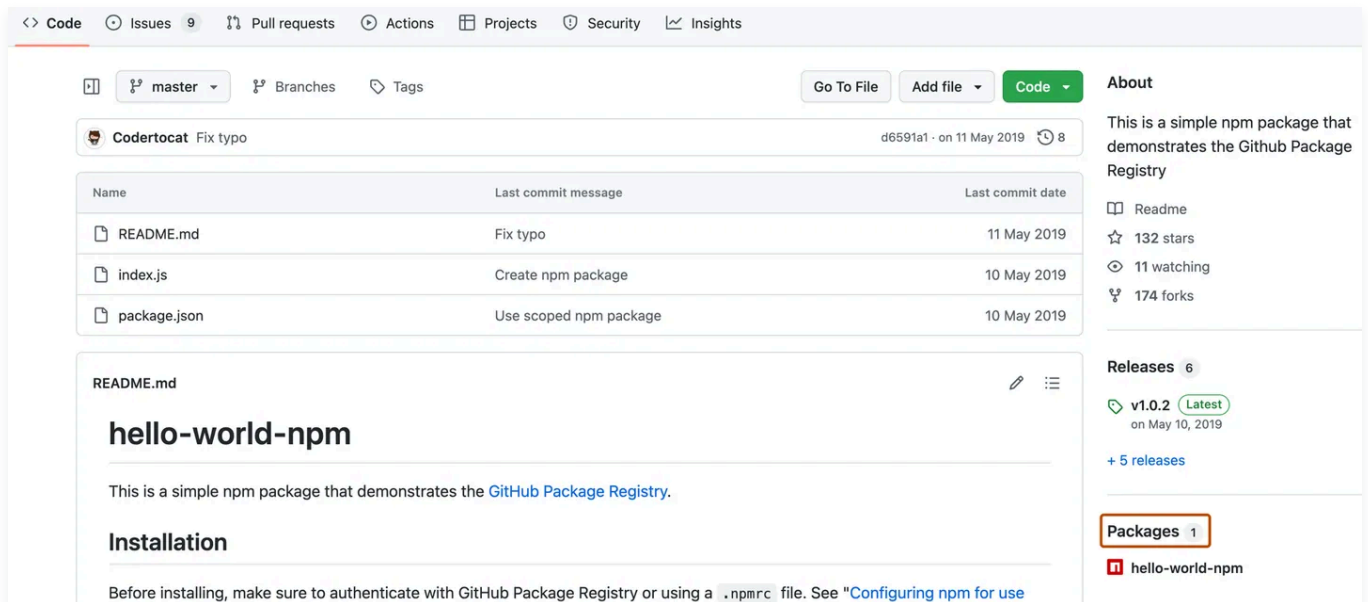 Code Issues 9 Pull requests Actions Projects Security Insights
master Branches Tags Go To File Add file Code
Codertocat Fix typo d6591a1 · on 11 May 2019 8
Name Last commit message Last commit date
README.md Fix typo 11 May 2019
index.js Create npm package 10 May 2019
package.json Use scoped npm package 10 May 2019
README.md
hello-world-npm
This is a simple npm package that demonstrates the GitHub Package Registry.
Installation
Before installing, make sure to authenticate with GitHub Package Registry or using a .npmrc file. See "Configuring npm for use
About
This is a simple npm package that
demonstrates the Github Package
Registry
Readme
132 stars
11 watching
174 forks
Releases 6
v1.0.2 Latest
on May 10, 2019
+ 5 releases
Packages 1
hello-world-npm